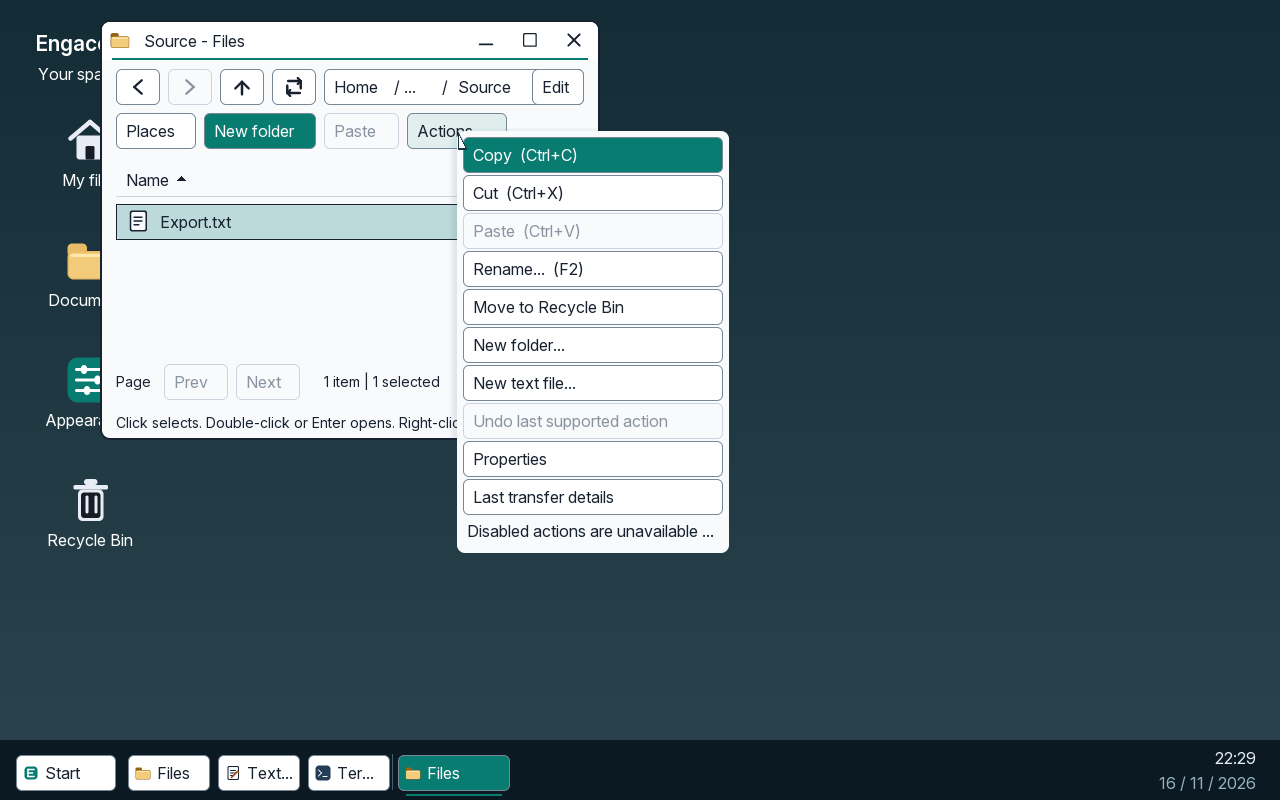 Engac
Your spa
My fil
Docum
Appeara
Recycle Bin
Source - Files
Home / ... / Source Edit
Places New folder Paste Actions
Name
Export.txt
Page Prev Next 1 item | 1 selected
Click selects. Double-click or Enter opens. Right-clic
Copy (Ctrl+C)
Cut (Ctrl+X)
Paste (Ctrl+V)
Rename... (F2)
Move to Recycle Bin
New folder...
New text file...
Undo last supported action
Properties
Last transfer details
Disabled actions are unavailable ...
Start Files Text... Ter... Files
22:29
16 / 11 / 2026